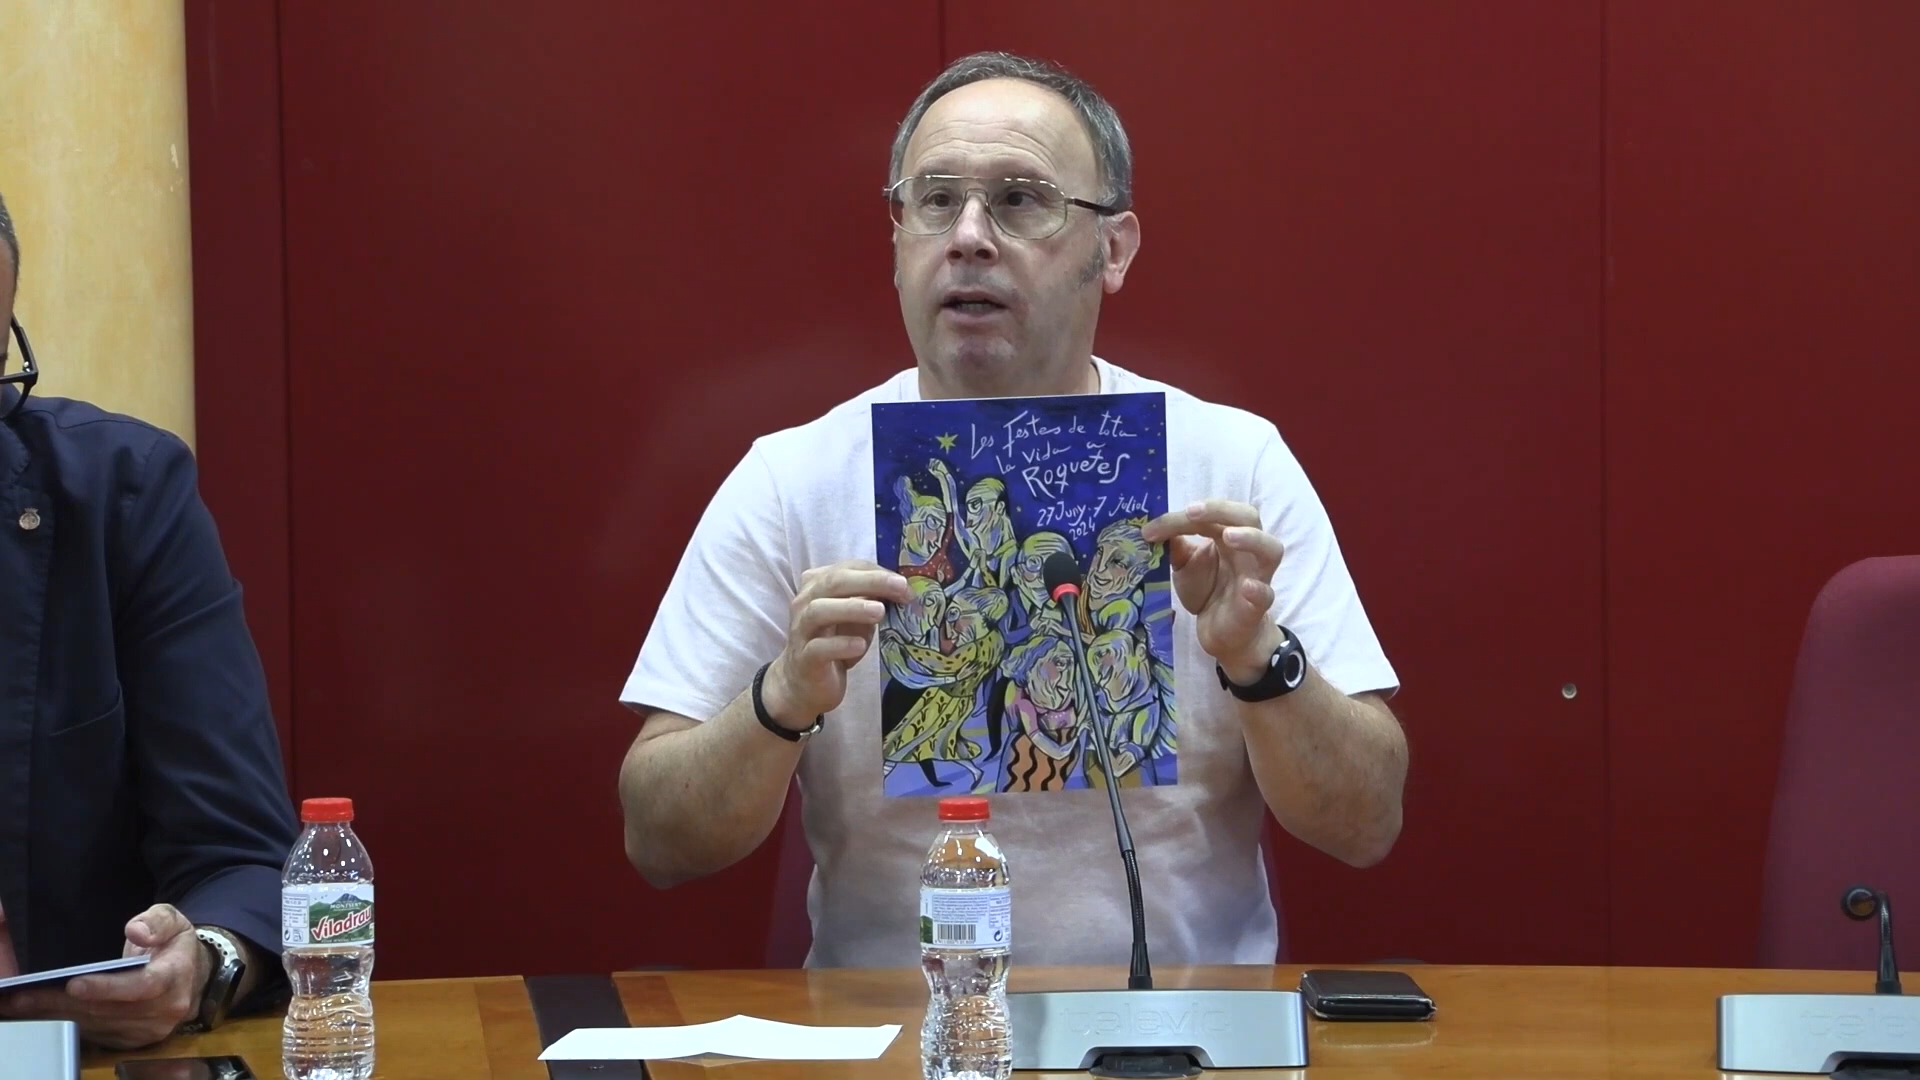 Les Festes de tota
la vida a
Roquetes
27 Juny - 7 Juliol
2024
MONTSENY
Viladrau
televic
televic